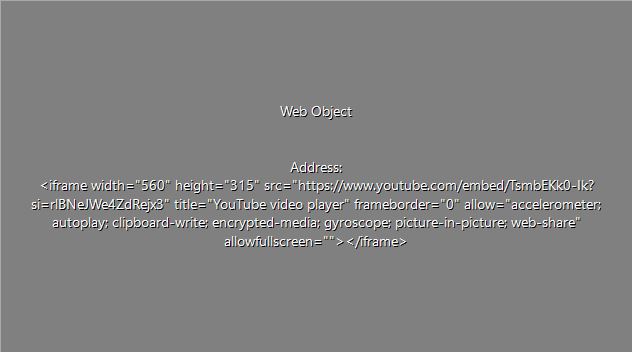 Web Object
Address:
<iframe width="560" height="315" src="https://www.youtube.com/embed/TsmbEKk0-Ik?
si=rlBNeJWe4ZdRejx3" title="YouTube video player" frameborder="0" allow="accelerometer;
autoplay; clipboard-write; encrypted-media; gyroscope; picture-in-picture; web-share"
allowfullscreen=""></iframe>